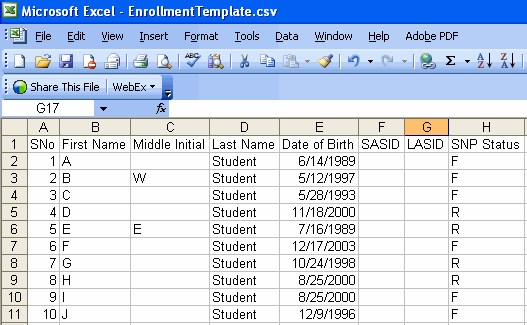 Microsoft Excel - EnrollmentTemplate.csv
File Edit View Insert Format Tools Data Window Help Adobe PDF
Share This File WebEx
G17 fx
A B C D E F G H
1 SNo First Name Middle Initial Last Name Date of Birth SASID LASID SNP Status
2 1 A Student 6/14/1989 F
3 2 B W Student 5/12/1997 F
4 3 C Student 5/28/1993 F
5 4 D Student 11/18/2000 R
6 5 E E Student 7/16/1989 R
7 6 F Student 12/17/2003 F
8 7 G Student 10/24/1998 R
9 8 H Student 8/25/2000 R
10 9 I Student 8/25/2000 F
11 10 J Student 12/9/1996 F